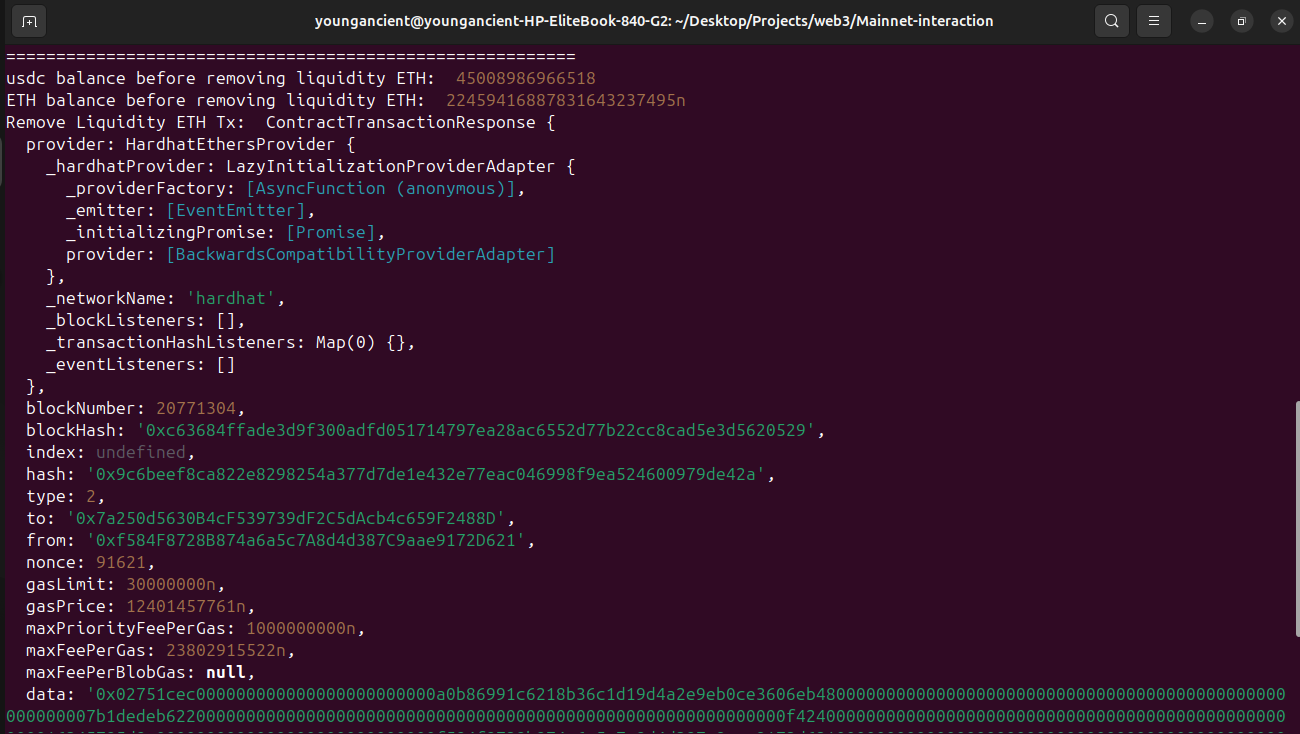 youngancient@youngancient-HP-EliteBook-840-G2: ~/Desktop/Projects/web3/Mainnet-interaction
=========================================================
usdc balance before removing liquidity ETH:  45008986966518
ETH balance before removing liquidity ETH:  22459416887831643237495n
Remove Liquidity ETH Tx:  ContractTransactionResponse {
  provider: HardhatEthersProvider {
    _hardhatProvider: LazyInitializationProviderAdapter {
      _providerFactory: [AsyncFunction (anonymous)],
      _emitter: [EventEmitter],
      _initializingPromise: [Promise],
      provider: [BackwardsCompatibilityProviderAdapter]
    },
    _networkName: 'hardhat',
    _blockListeners: [],
    _transactionHashListeners: Map(0) {},
    _eventListeners: []
  },
  blockNumber: 20771304,
  blockHash: '0xc63684ffade3d9f300adfd051714797ea28ac6552d77b22cc8cad5e3d5620529',
  index: undefined,
  hash: '0x9c6beef8ca822e8298254a377d7de1e432e77eac046998f9ea524600979de42a',
  type: 2,
  to: '0x7a250d5630B4cF539739dF2C5dAcb4c659F2488D',
  from: '0xf584F8728B874a6a5c7A8d4d387C9aae9172D621',
  nonce: 91621,
  gasLimit: 30000000n,
  gasPrice: 12401457761n,
  maxPriorityFeePerGas: 1000000000n,
  maxFeePerGas: 23802915522n,
  maxFeePerBlobGas: null,
  data: '0x02751cec000000000000000000000000a0b86991c6218b36c1d19d4a2e9eb0ce3606eb480000000000000000000000000000000000000000000000
000000007b1dedeb6220000000000000000000000000000000000000000000000000000000000f424000000000000000000000000000000000000000000000